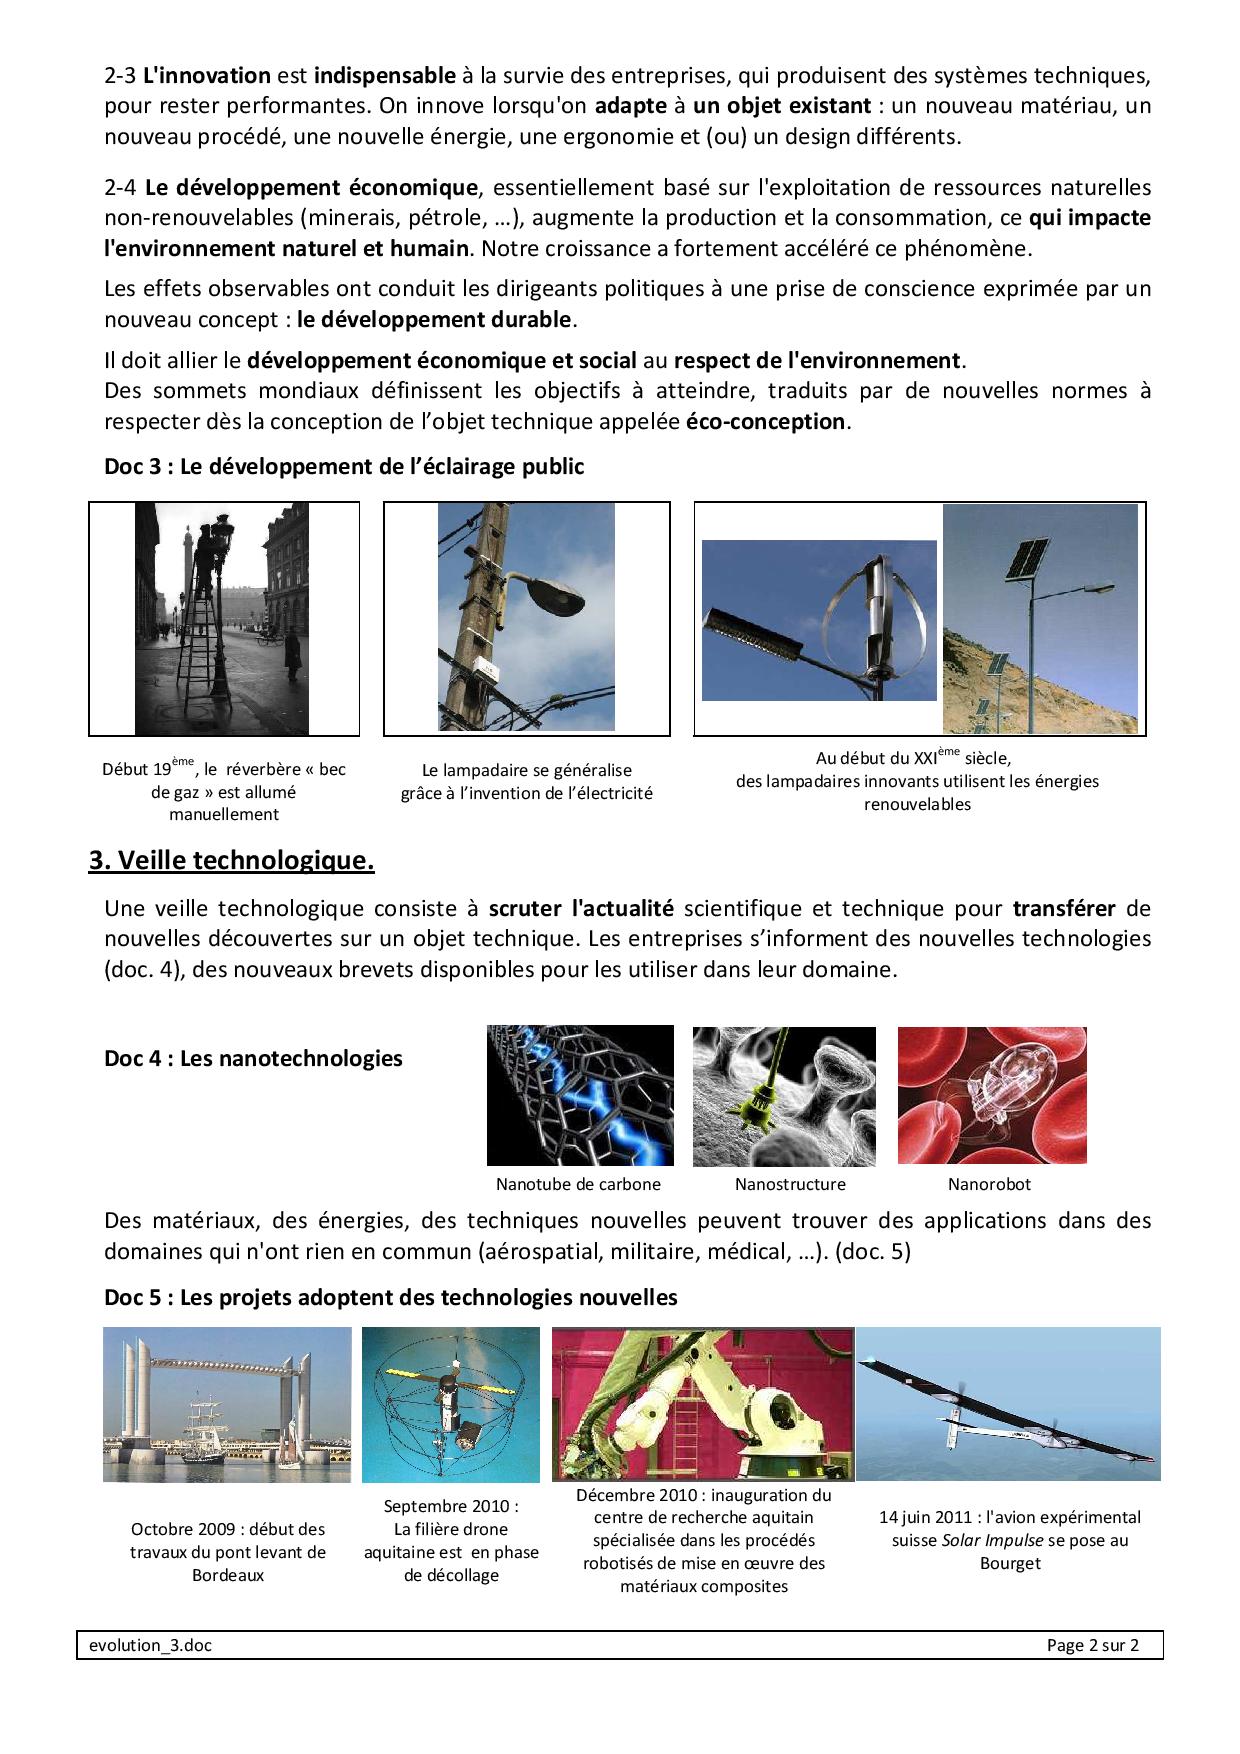 2-3 L'innovation est indispensable à la survie des entreprises, qui produisent des systèmes techniques,
pour rester performantes. On innove lorsqu'on adapte à un objet existant : un nouveau matériau, un
nouveau procédé, une nouvelle énergie, une ergonomie et (ou) un design différents.
2-4 Le développement économique, essentiellement basé sur l'exploitation de ressources naturelles
non-renouvelables (minerais, pétrole, …), augmente la production et la consommation, ce qui impacte
l'environnement naturel et humain. Notre croissance a fortement accéléré ce phénomène.
Les effets observables ont conduit les dirigeants politiques à une prise de conscience exprimée par un
nouveau concept : le développement durable.
Il doit allier le développement économique et social au respect de l'environnement.
Des sommets mondiaux définissent les objectifs à atteindre, traduits par de nouvelles normes à
respecter dès la conception de l’objet technique appelée éco-conception.
Doc 3 : Le développement de l’éclairage public
Début 19ème, le réverbère « bec
de gaz » est allumé
manuellement
Le lampadaire se généralise
grâce à l’invention de l’électricité
Au début du XXIème siècle,
des lampadaires innovants utilisent les énergies
renouvelables
3. Veille technologique.
Une veille technologique consiste à scruter l'actualité scientifique et technique pour transférer de
nouvelles découvertes sur un objet technique. Les entreprises s’informent des nouvelles technologies
(doc. 4), des nouveaux brevets disponibles pour les utiliser dans leur domaine.
Doc 4 : Les nanotechnologies
Nanotube de carbone
Nanostructure
Nanorobot
Des matériaux, des énergies, des techniques nouvelles peuvent trouver des applications dans des
domaines qui n'ont rien en commun (aérospatial, militaire, médical, …). (doc. 5)
Doc 5 : Les projets adoptent des technologies nouvelles
Octobre 2009 : début des
travaux du pont levant de
Bordeaux
Septembre 2010 :
La filière drone
aquitaine est en phase
de décollage
Décembre 2010 : inauguration du
centre de recherche aquitain
spécialisée dans les procédés
robotisés de mise en œuvre des
matériaux composites
14 juin 2011 : l'avion expérimental
suisse Solar Impulse se pose au
Bourget
evolution_3.doc
Page 2 sur 2